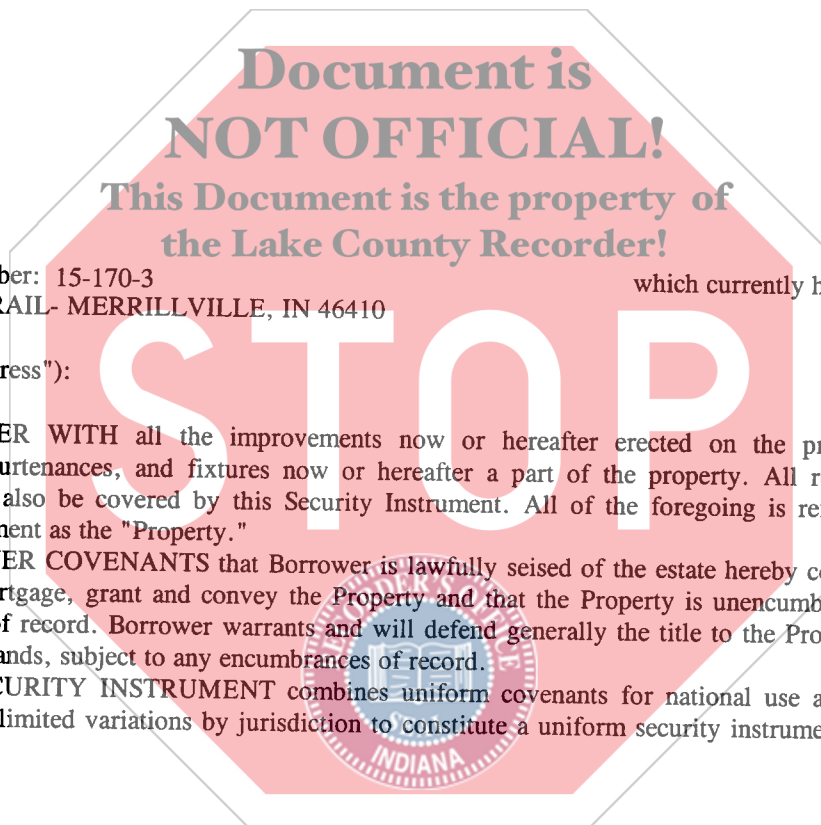 Document is
NOT OFFICIAL!
This Document is the property of
the Lake County Recorder!
ber: 15-170-3 which currently h
RAIL- MERRILLVILLE, IN 46410
ress"):
STOP
ER WITH all the improvements now or hereafter erected on the pr
urtenances, and fixtures now or hereafter a part of the property. All r
also be covered by this Security Instrument. All of the foregoing is re
ment as the "Property."
ER COVENANTS that Borrower is lawfully seised of the estate hereby c
rtgage, grant and convey the Property and that the Property is unencumb
f record. Borrower warrants and will defend generally the title to the Pro
ands, subject to any encumbrances of record.
CURITY INSTRUMENT combines uniform covenants for national use a
limited variations by jurisdiction to constitute a uniform security instrume
RECORDER'S OFFICE
Seal
INDIANA